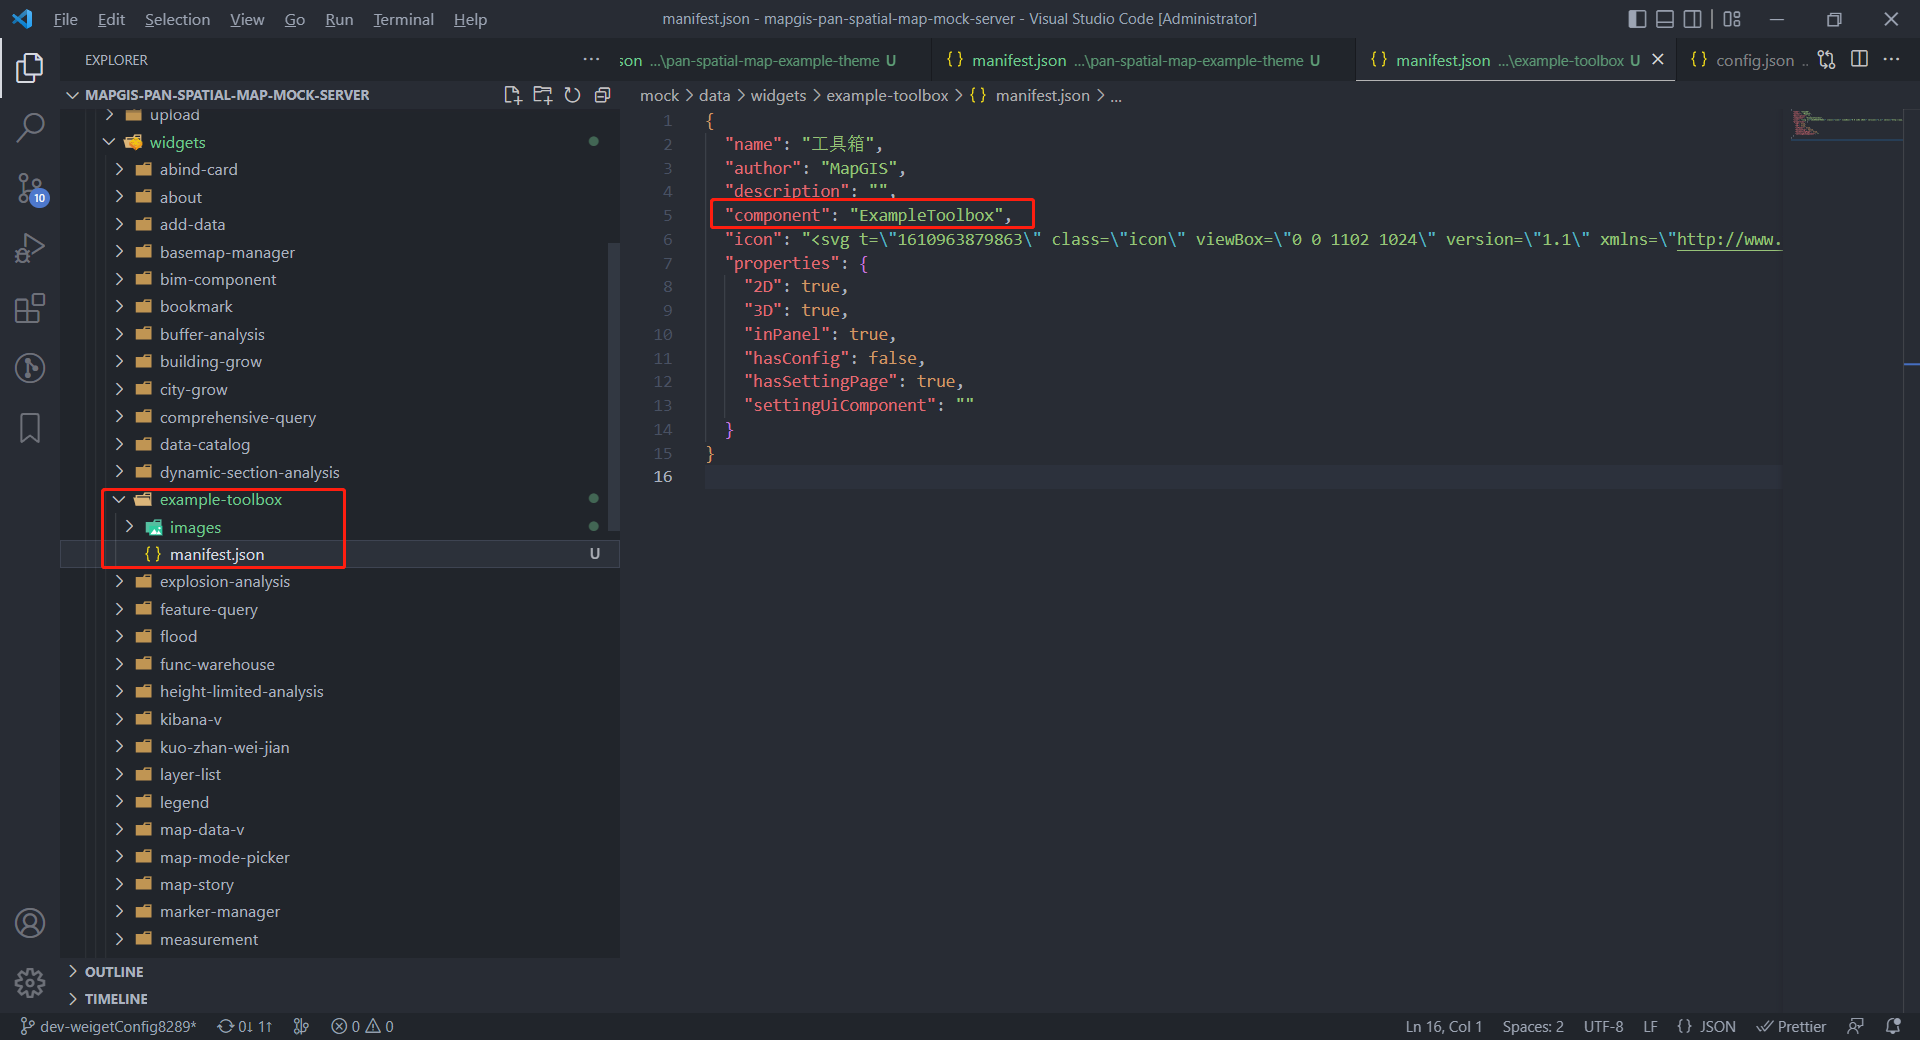 File Edit Selection View Go Run Terminal Help
manifest.json - mapgis-pan-spatial-map-mock-server - Visual Studio Code [Administrator]
EXPLORER
MAPGIS-PAN-SPATIAL-MAP-MOCK-SERVER
upload
widgets
abind-card
about
add-data
basemap-manager
bim-component
bookmark
buffer-analysis
building-grow
city-grow
comprehensive-query
data-catalog
dynamic-section-analysis
example-toolbox
images
{} manifest.json U
explosion-analysis
feature-query
flood
func-warehouse
height-limited-analysis
kibana-v
kuo-zhan-wei-jian
layer-list
legend
map-data-v
map-mode-picker
map-story
marker-manager
measurement
OUTLINE
TIMELINE
10
son ...\pan-spatial-map-example-theme U
{} manifest.json ...\pan-spatial-map-example-theme U
{} manifest.json ...\example-toolbox U
{} config.json ..
mock > data > widgets > example-toolbox > {} manifest.json > ...
1 {
2 "name": "工具箱",
3 "author": "MapGIS",
4 "description": "",
5 "component": "ExampleToolbox",
6 "icon": "<svg t=\"1610963879863\" class=\"icon\" viewBox=\"0 0 1102 1024\" version=\"1.1\" xmlns=\"http://www.
7 "properties": {
8 "2D": true,
9 "3D": true,
10 "inPanel": true,
11 "hasConfig": false,
12 "hasSettingPage": true,
13 "settingUiComponent": ""
14 }
15 }
16
dev-weigetConfig8289* 0↓ 1↑ 0 0
Ln 16, Col 1 Spaces: 2 UTF-8 LF {} JSON Prettier